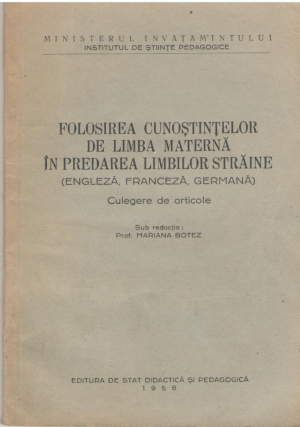 MINISTERUL INVATAMINTULUI
INSTITUTUL DE ȘTIINȚE PEDAGOGICE
FOLOSIREA CUNOȘTINȚELOR
DE LIMBA MATERNĂ
ÎN PREDAREA LIMBILOR STRĂINE
(ENGLEZĂ, FRANCEZĂ, GERMANĂ)
Culegere de articole
Sub redacția:
Prof. MARIANA BOTEZ
EDITURA DE STAT DIDACTICĂ ȘI PEDAGOGICĂ
1956